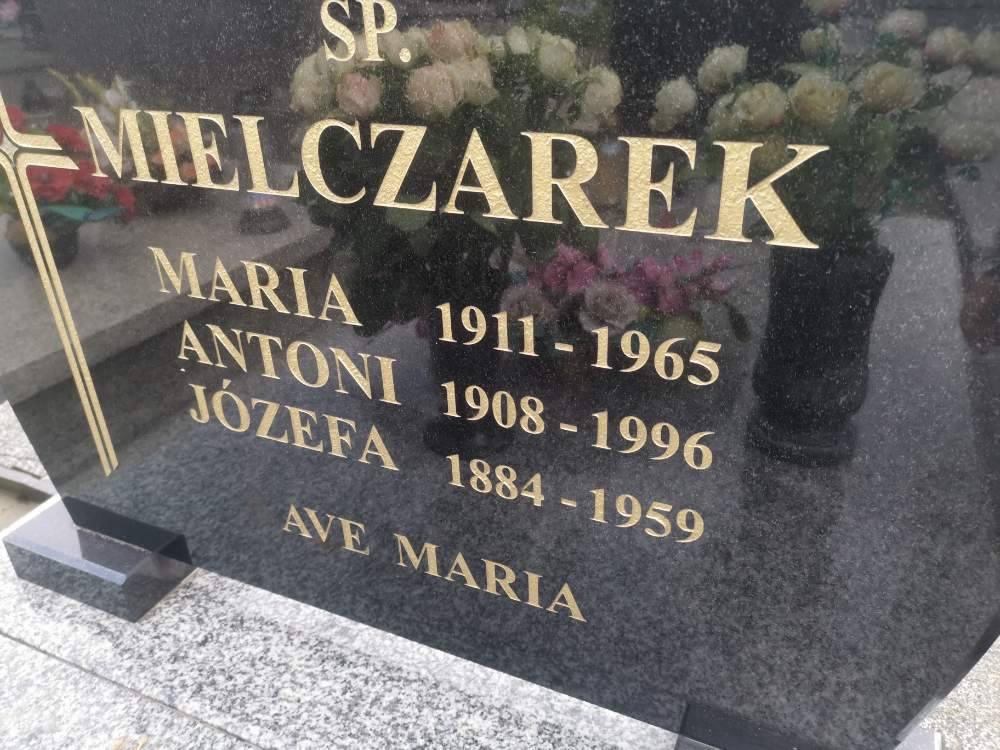 SP.
MIELCZAREK
MARIA 1911 - 1965
ANTONI 1908 - 1996
JÓZEFA 1884 - 1959
AVE MARIA